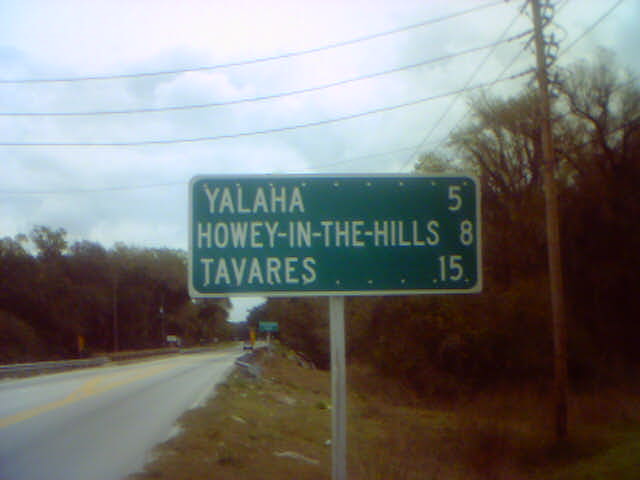 YALAHA 5
HOWEY-IN-THE-HILLS 8
TAVARES 15